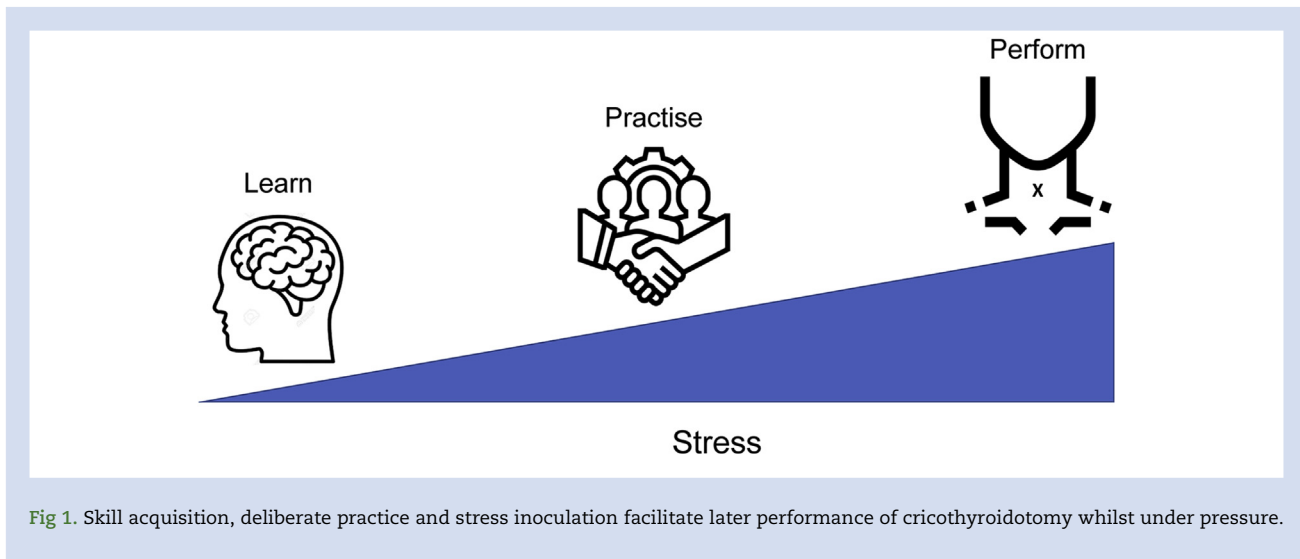 Perform
Practise
Learn
x
Stress
Fig 1. Skill acquisition, deliberate practice and stress inoculation facilitate later performance of cricothyroidotomy whilst under pressure.